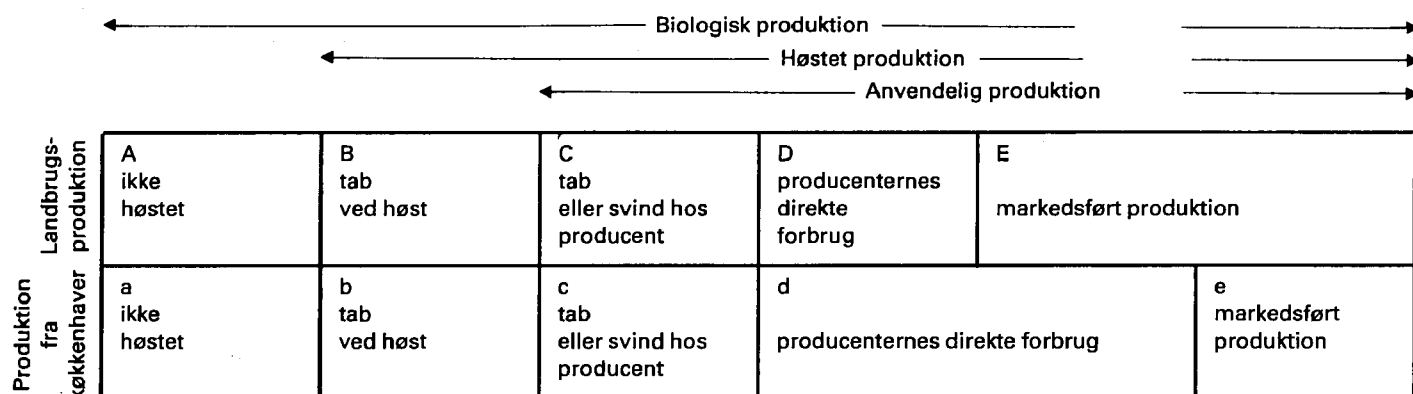 Biologisk produktion
Høstet produktion
Anvendelig produktion
Landbrugs-
produktion
A
ikke
høstet
B
tab
ved høst
C
tab
eller svind hos
producent
D
producenternes
direkte
forbrug
E
markedsført produktion
Produktion
fra
køkkenhaver
a
ikke
høstet
b
tab
ved høst
c
tab
eller svind hos
producent
d
producenternes direkte forbrug
e
markedsført
produktion